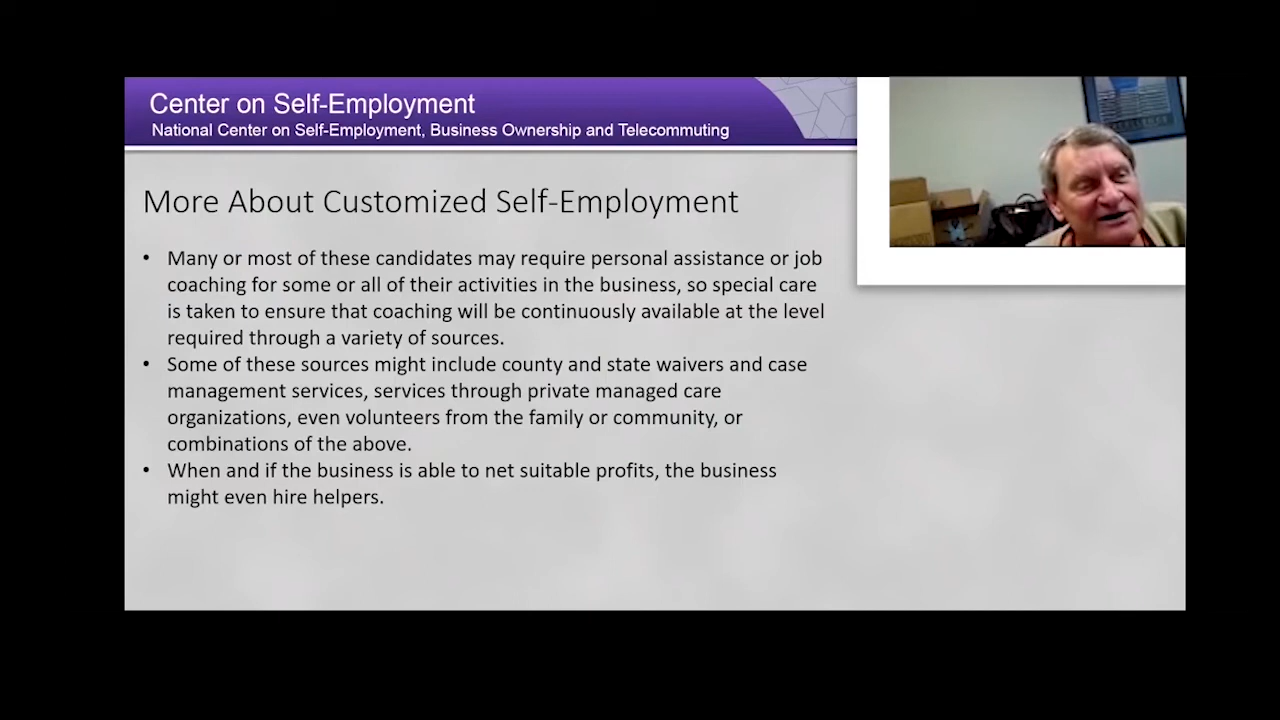 Center on Self-Employment
National Center on Self-Employment, Business Ownership and Telecommuting
More About Customized Self-Employment
• Many or most of these candidates may require personal assistance or job
coaching for some or all of their activities in the business, so special care
is taken to ensure that coaching will be continuously available at the level
required through a variety of sources.
• Some of these sources might include county and state waivers and case
management services, services through private managed care
organizations, even volunteers from the family or community, or
combinations of the above.
• When and if the business is able to net suitable profits, the business
might even hire helpers.